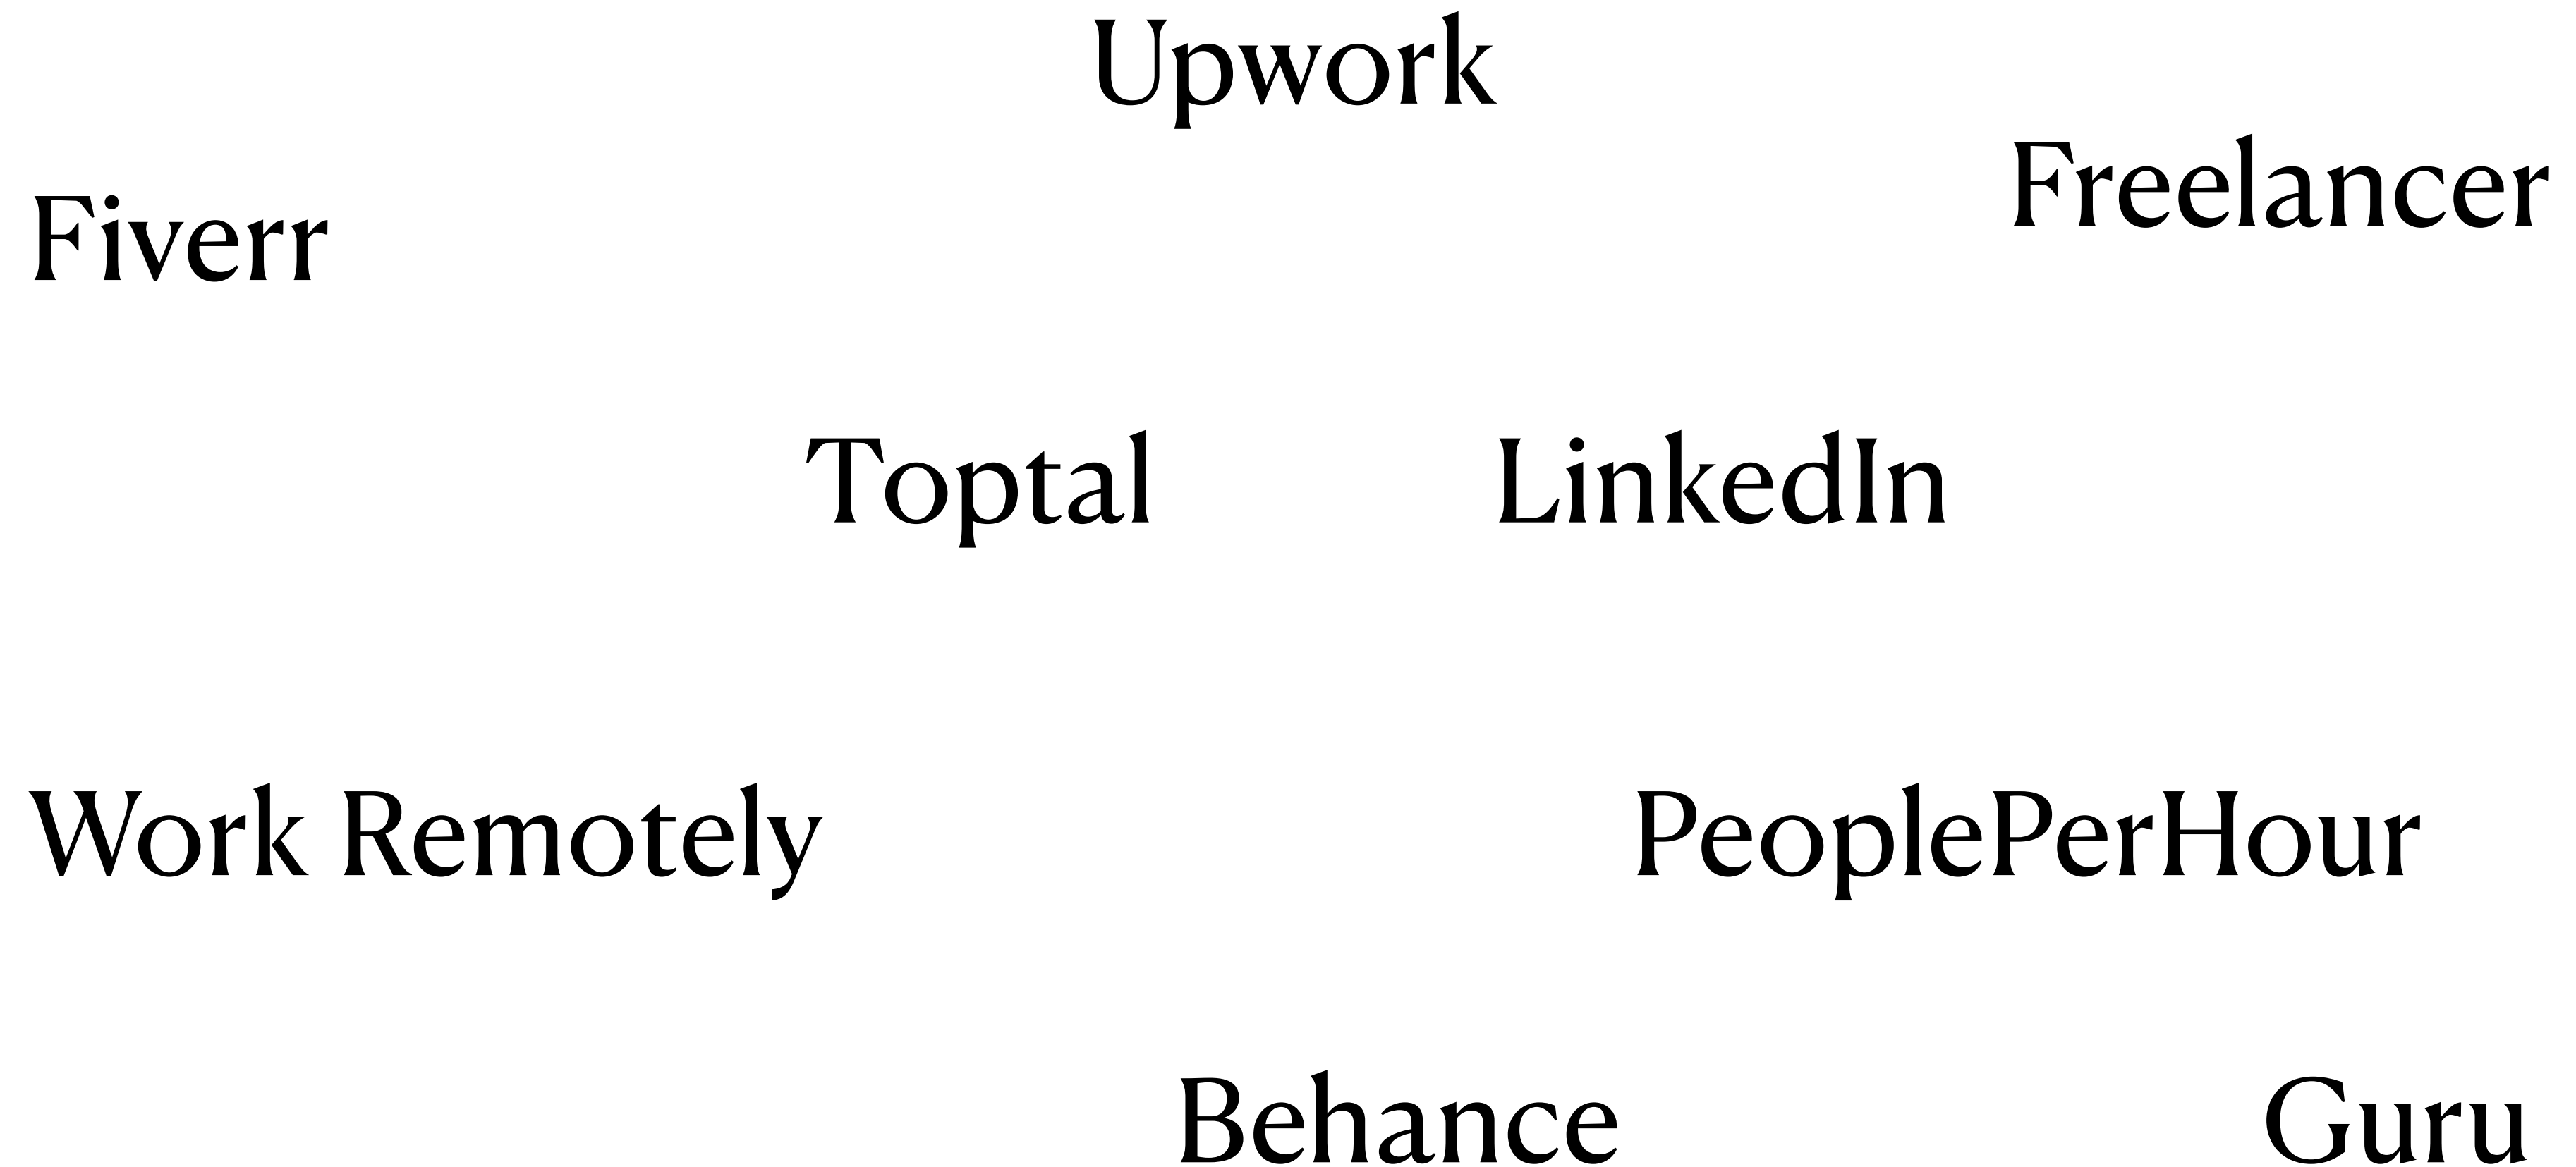 Upwork
Freelancer
Fiverr
Toptal
LinkedIn
Work Remotely
PeoplePerHour
Behance
Guru